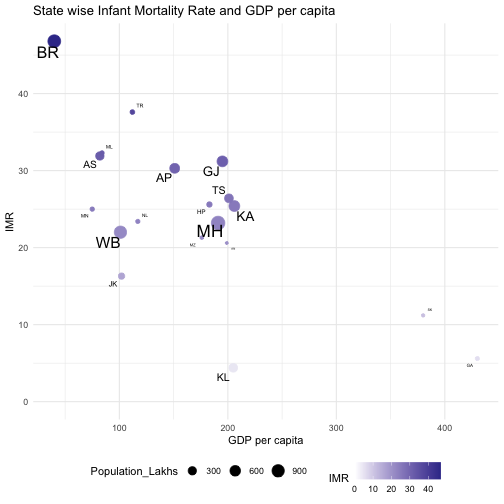 State wise Infant Mortality Rate and GDP per capita
BR
40
TR
ML
AS
30
AP
GJ
TS
HP
KA
MN
NL
WB
MH
MZ
20
IMR
JK
10
GA
KL
0
100
200
300
400
GDP per capita
Population_Lakhs 300 600 900
IMR
0 10 20 30 40